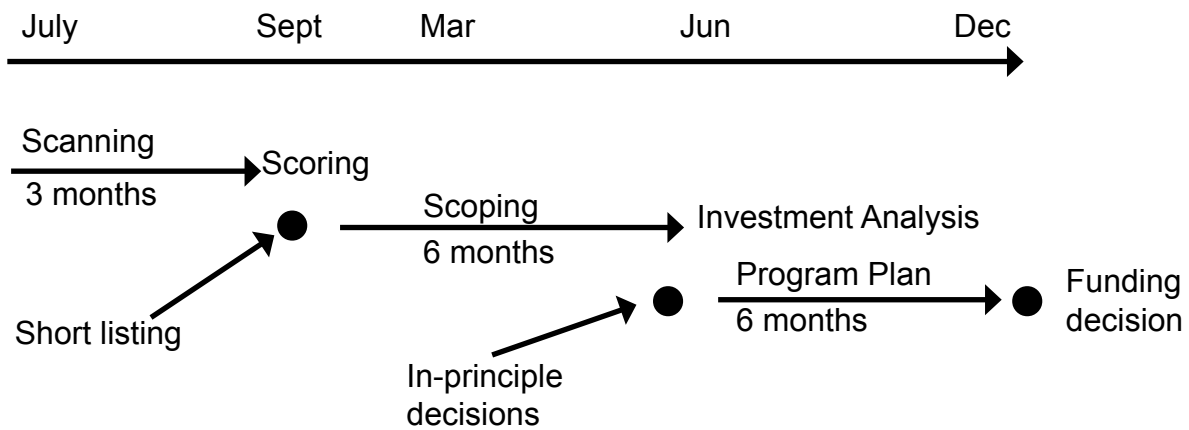 July Sept Mar Jun Dec
Scanning
3 months
Scoring
Scoping
6 months
Investment Analysis
Program Plan
6 months
Funding
decision
Short listing
In-principle
decisions